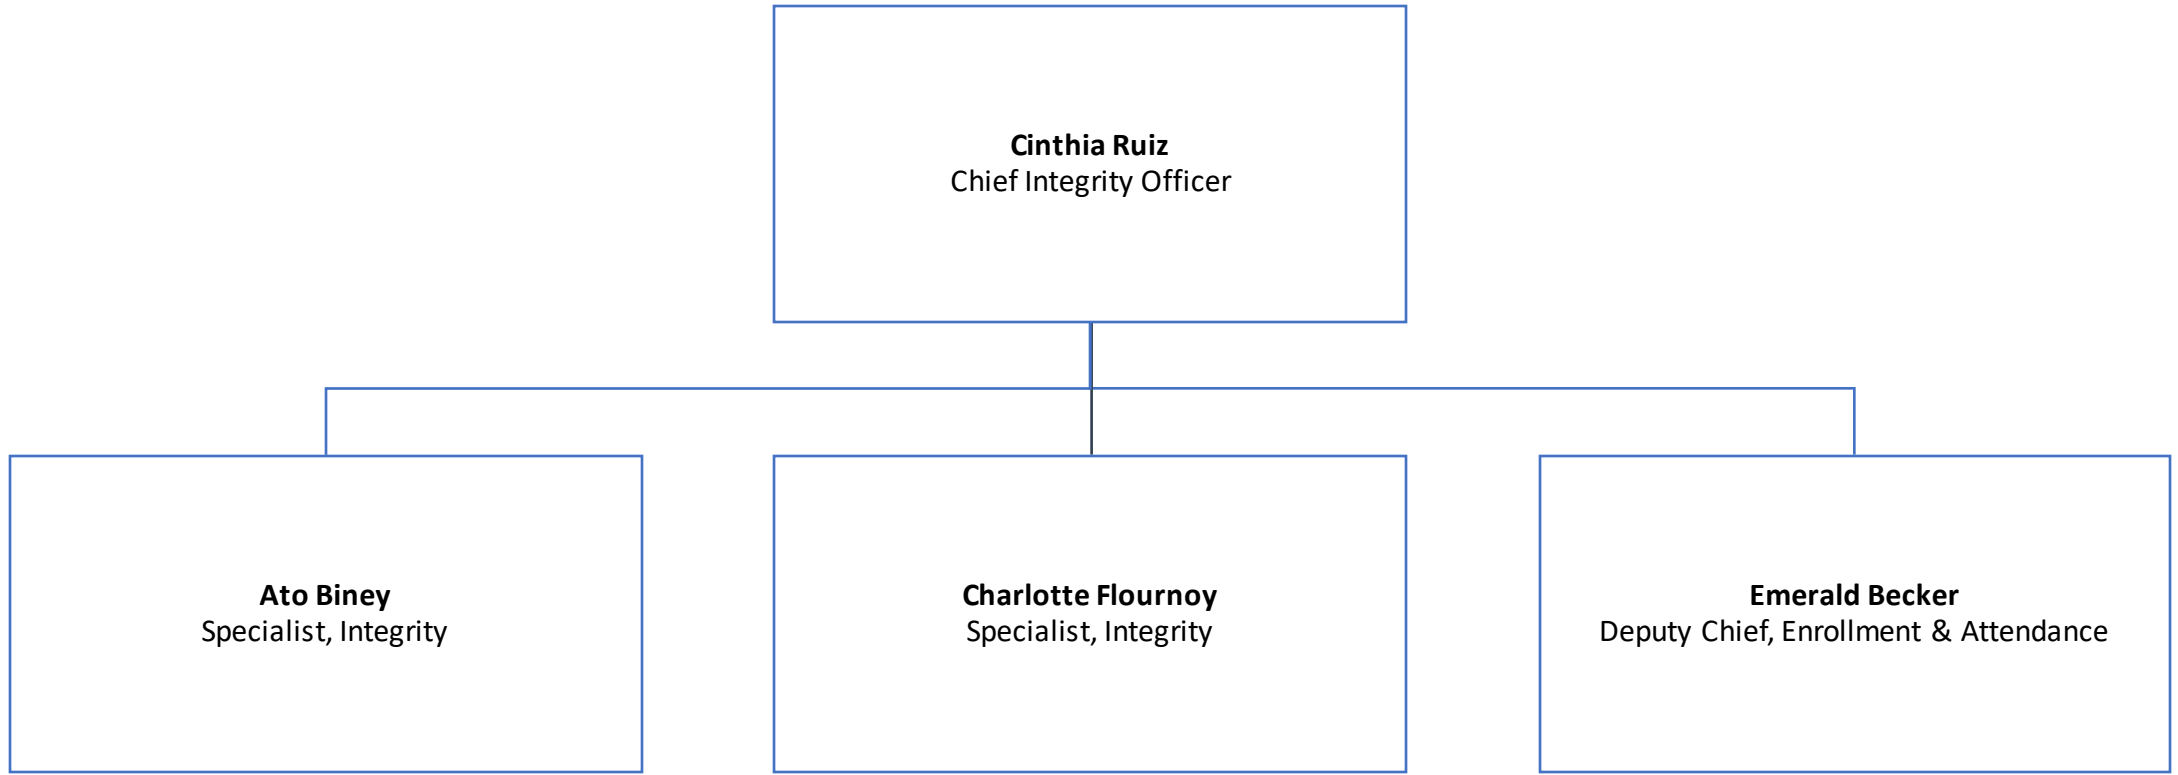 Cinthia Ruiz
Chief Integrity Officer
Ato Biney
Specialist, Integrity
Charlotte Flournoy
Specialist, Integrity
Emerald Becker
Deputy Chief, Enrollment & Attendance